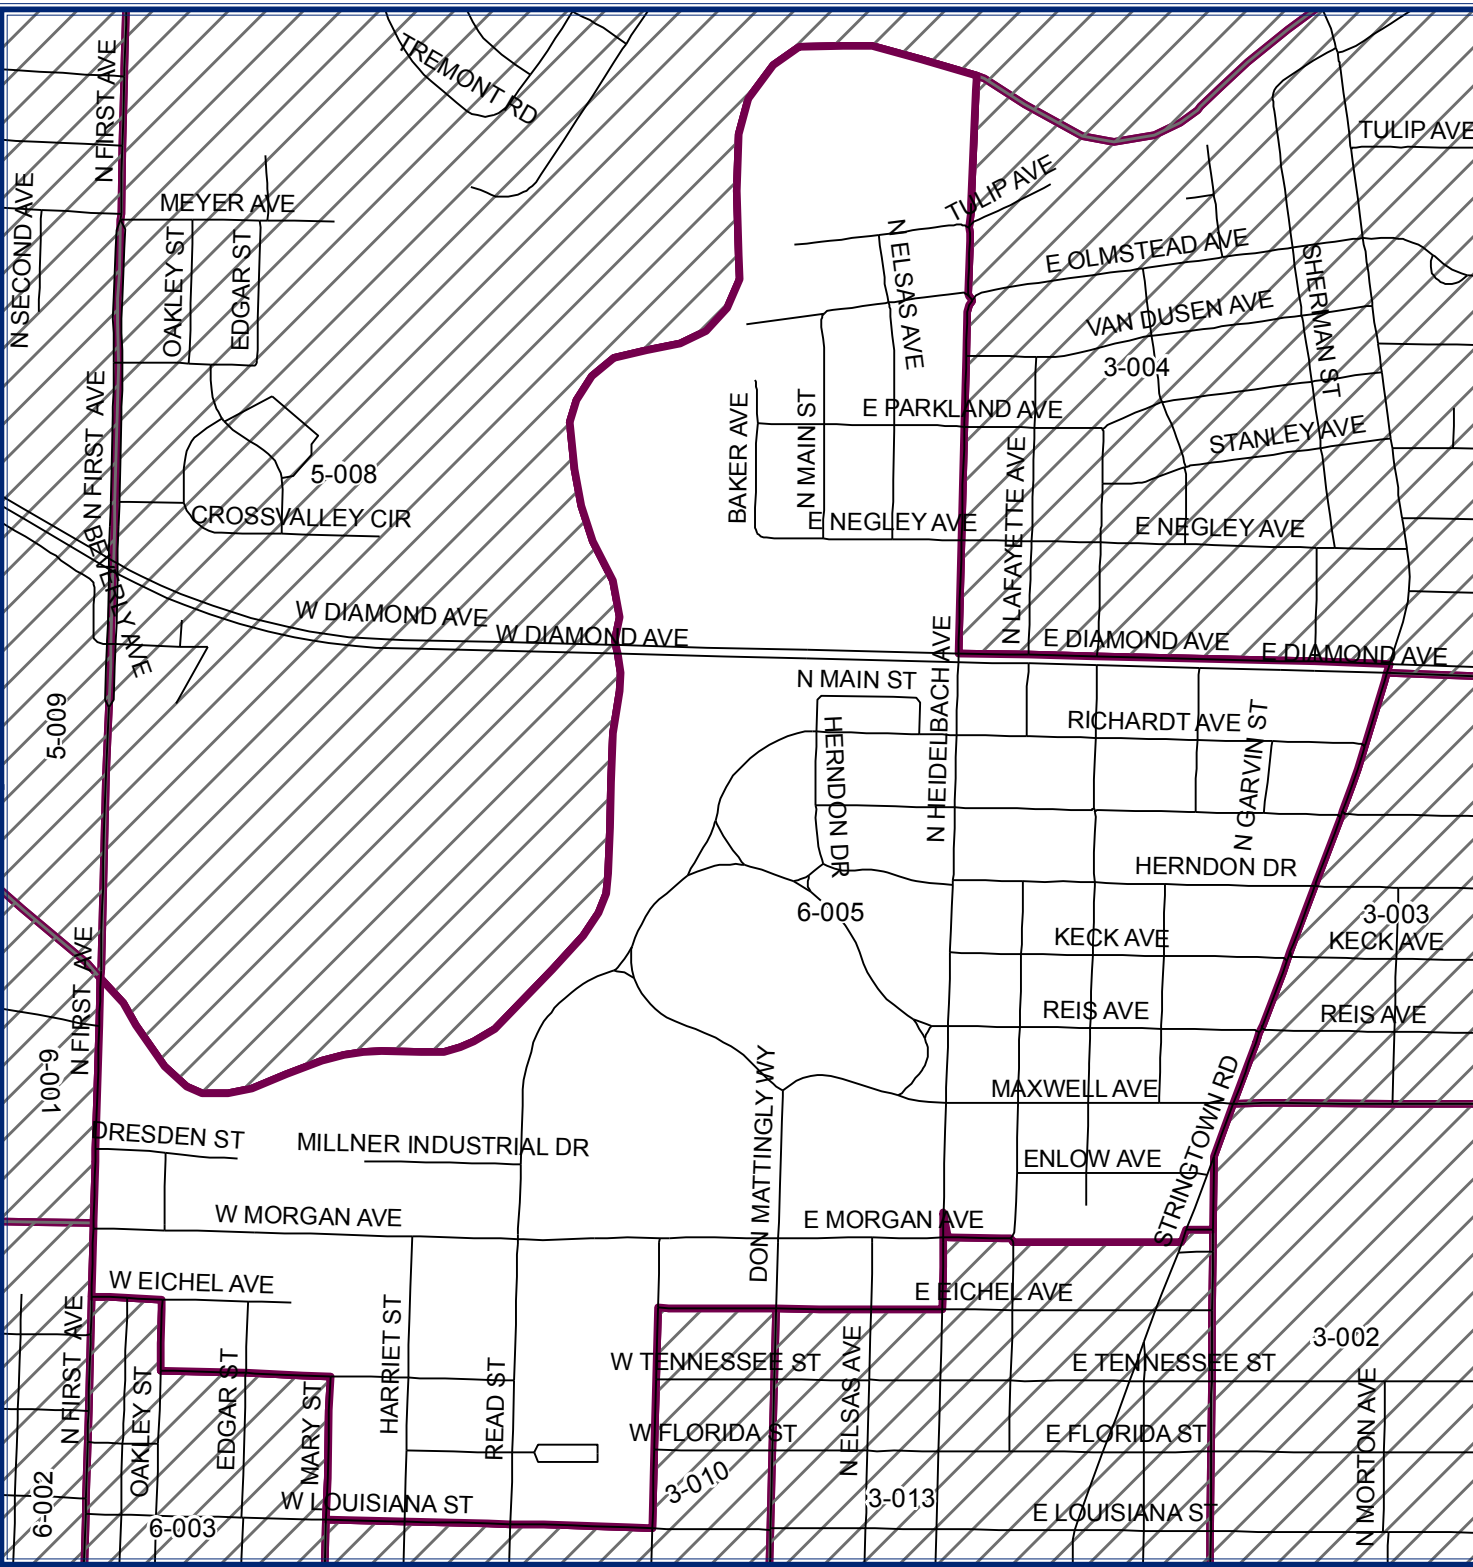 TREMONT RD
N FIRST AVE
TULIP AVE
N SECOND AVE
MEYER AVE
OAKLEY ST
EDGAR ST
TULIP AVE
N ELSAS AVE
E OLMSTEAD AVE
SHERMAN ST
VAN DUSEN AVE
3-004
N FIRST AVE
BAKER AVE
N MAIN ST
E PARKLAND AVE
N LAFAYETTE AVE
STANLEY AVE
5-008
CROSSVALLEY CIR
E NEGLEY AVE
E NEGLEY AVE
BEVERLY AVE
W DIAMOND AVE
W DIAMOND AVE
E DIAMOND AVE
E DIAMOND AVE
N HEIDELBACH AVE
5-009
N MAIN ST
HERNDON DR
RICHARDT AVE
N GARVIN ST
HERNDON DR
6-005
3-003
KECK AVE
KECK AVE
N FIRST AVE
REIS AVE
REIS AVE
6-001
DON MATTINGLY WY
MAXWELL AVE
STRINGTOWN RD
DRESDEN ST
MILLNER INDUSTRIAL DR
ENLOW AVE
W MORGAN AVE
E MORGAN AVE
W EICHEL AVE
E EICHEL AVE
N FIRST AVE
HARRIET ST
N ELSAS AVE
3-002
OAKLEY ST
EDGAR ST
MARY ST
READ ST
W TENNESSEE ST
E TENNESSEE ST
N MORTON AVE
W FLORIDA ST
E FLORIDA ST
6-002
6-003
W LOUISIANA ST
3-010
3-013
E LOUISIANA ST